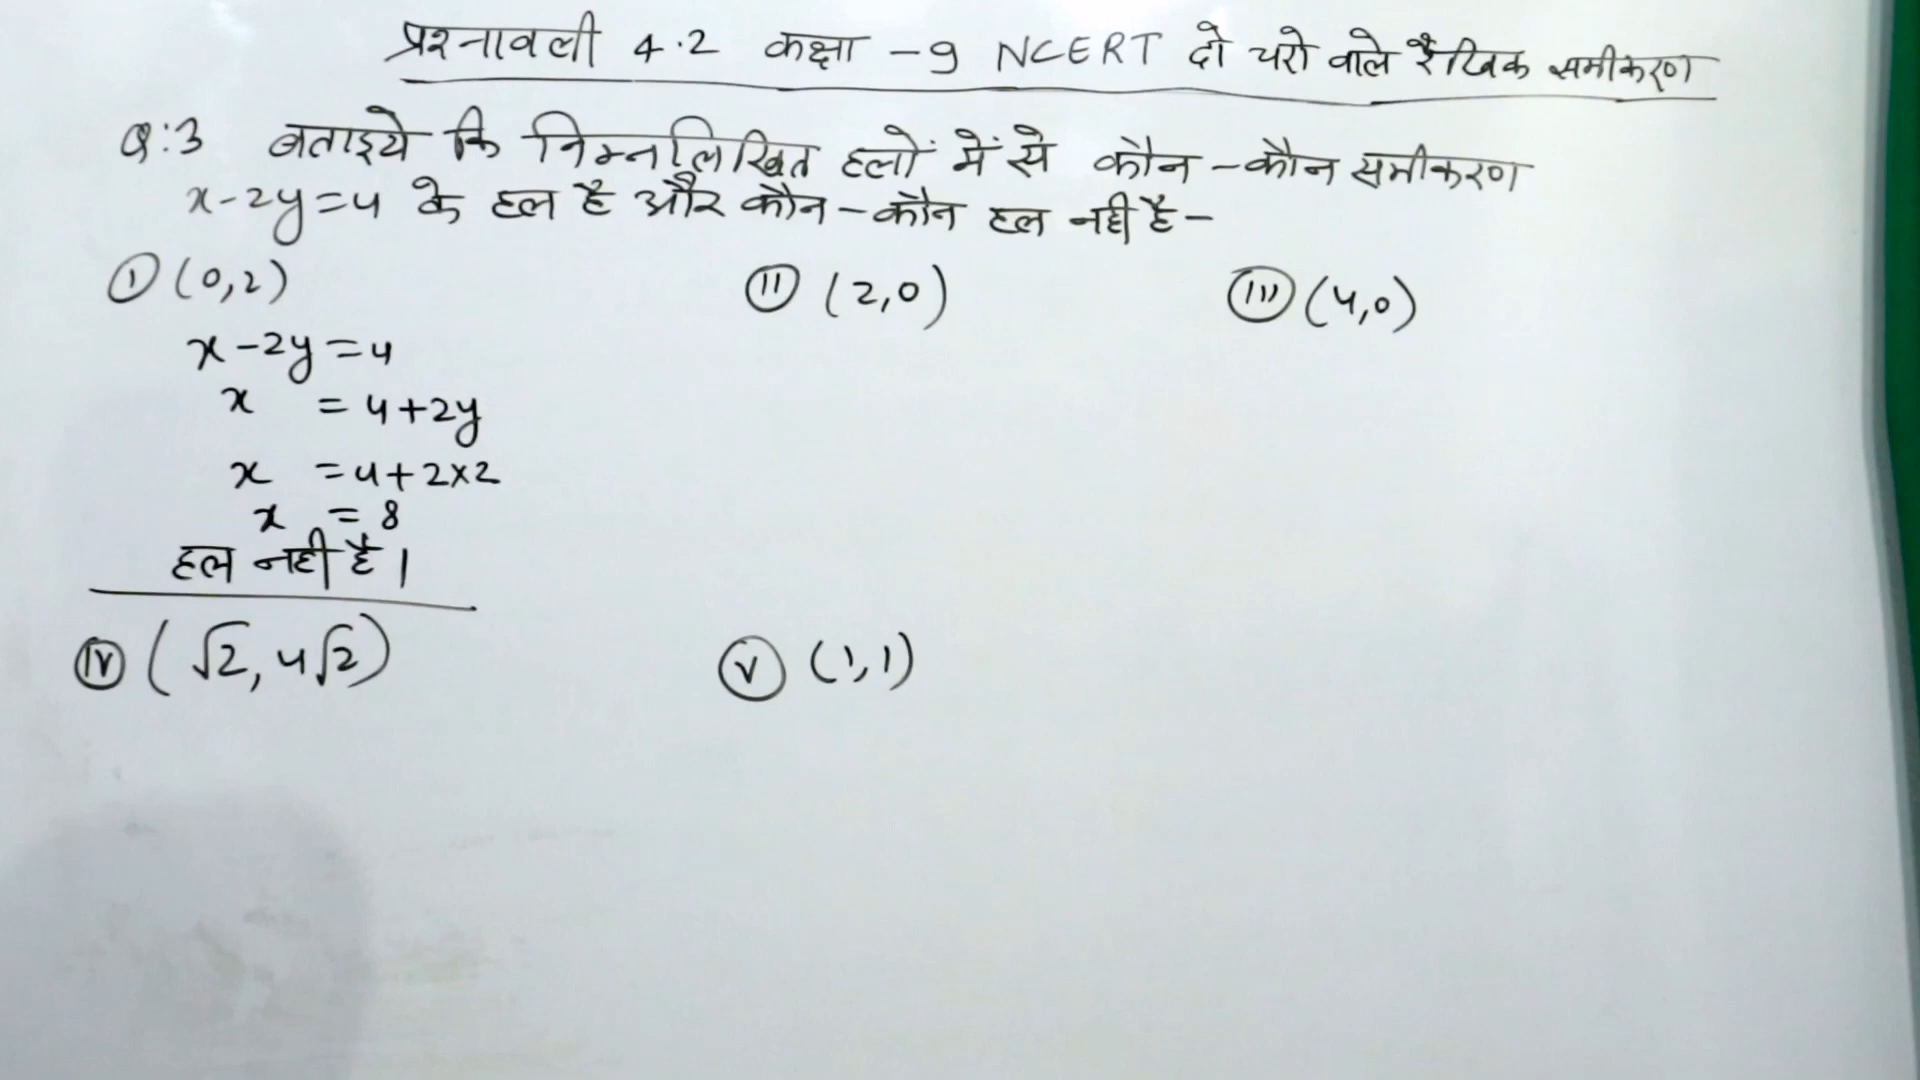 प्रश्नावली 4.2 कक्षा -9 NCERT दो चरो वाले रैखिक समीकरण
Q:3 बताइये कि निम्नलिखित हलों में से कौन-कौन समीकरण
x-2y=4 के हल है और कौन-कौन हल नही है-
(i) (0,2) (ii) (2,0) (iii) (4,0)
x-2y=4
x = 4+2y
x = 4+2×2
x = 8
हल नही है।
(iv) (√2, 4√2) (v) (1,1)